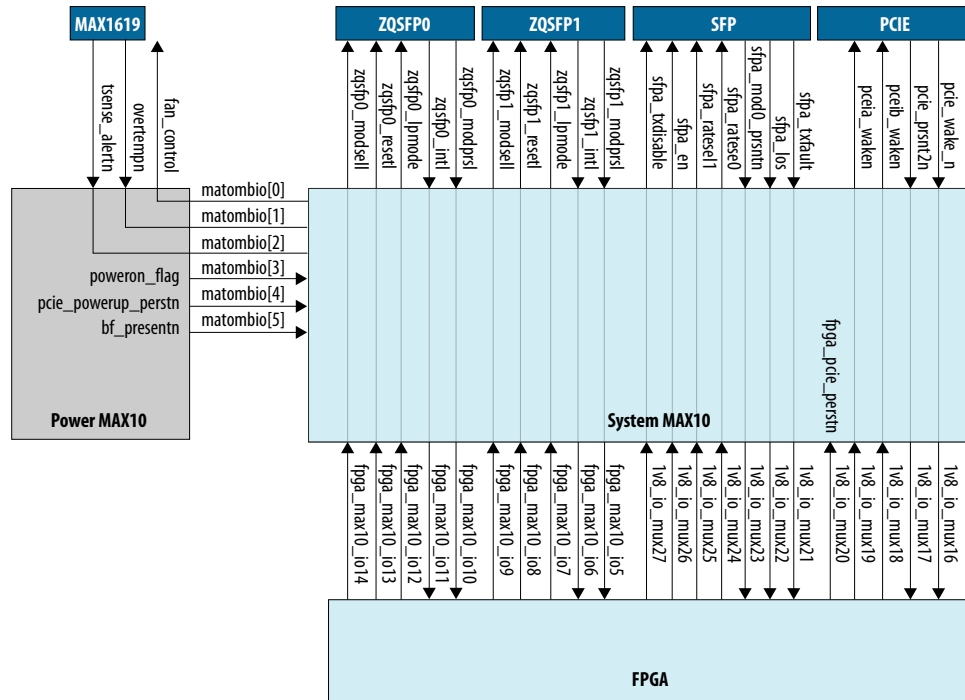 MAX1619
ZQSFP0
ZQSFP1
SFP
PCIE
tsense_alertn
overtempn
fan_control
zqsfp0_modsell
zqsfp0_resetl
zqsfp0_lpmode
zqsfp0_intl
zqsfp0_modprsl
zqsfp1_modsell
zqsfp1_resetl
zqsfp1_lpmode
zqsfp1_intl
zqsfp1_modprsl
sfpa_txdisable
sfpa_en
sfpa_ratesel1
sfpa_ratese0
sfpa_mod0_prsntn
sfpa_los
sfpa_txfault
pceia_waken
pceib_waken
pcie_prsnt2n
pcie_wake_n
matombio[0]
matombio[1]
matombio[2]
matombio[3]
matombio[4]
matombio[5]
poweron_flag
pcie_powerup_perstn
bf_presentn
Power MAX10
System MAX10
fpga_pcie_perstn
fpga_max10_io14
fpga_max10_io13
fpga_max10_io12
fpga_max10_io11
fpga_max10_io10
fpga_max10_io9
fpga_max10_io8
fpga_max10_io7
fpga_max10_io6
fpga_max10_io5
1v8_io_mux27
1v8_io_mux26
1v8_io_mux25
1v8_io_mux24
1v8_io_mux23
1v8_io_mux22
1v8_io_mux21
1v8_io_mux20
1v8_io_mux19
1v8_io_mux18
1v8_io_mux17
1v8_io_mux16
FPGA